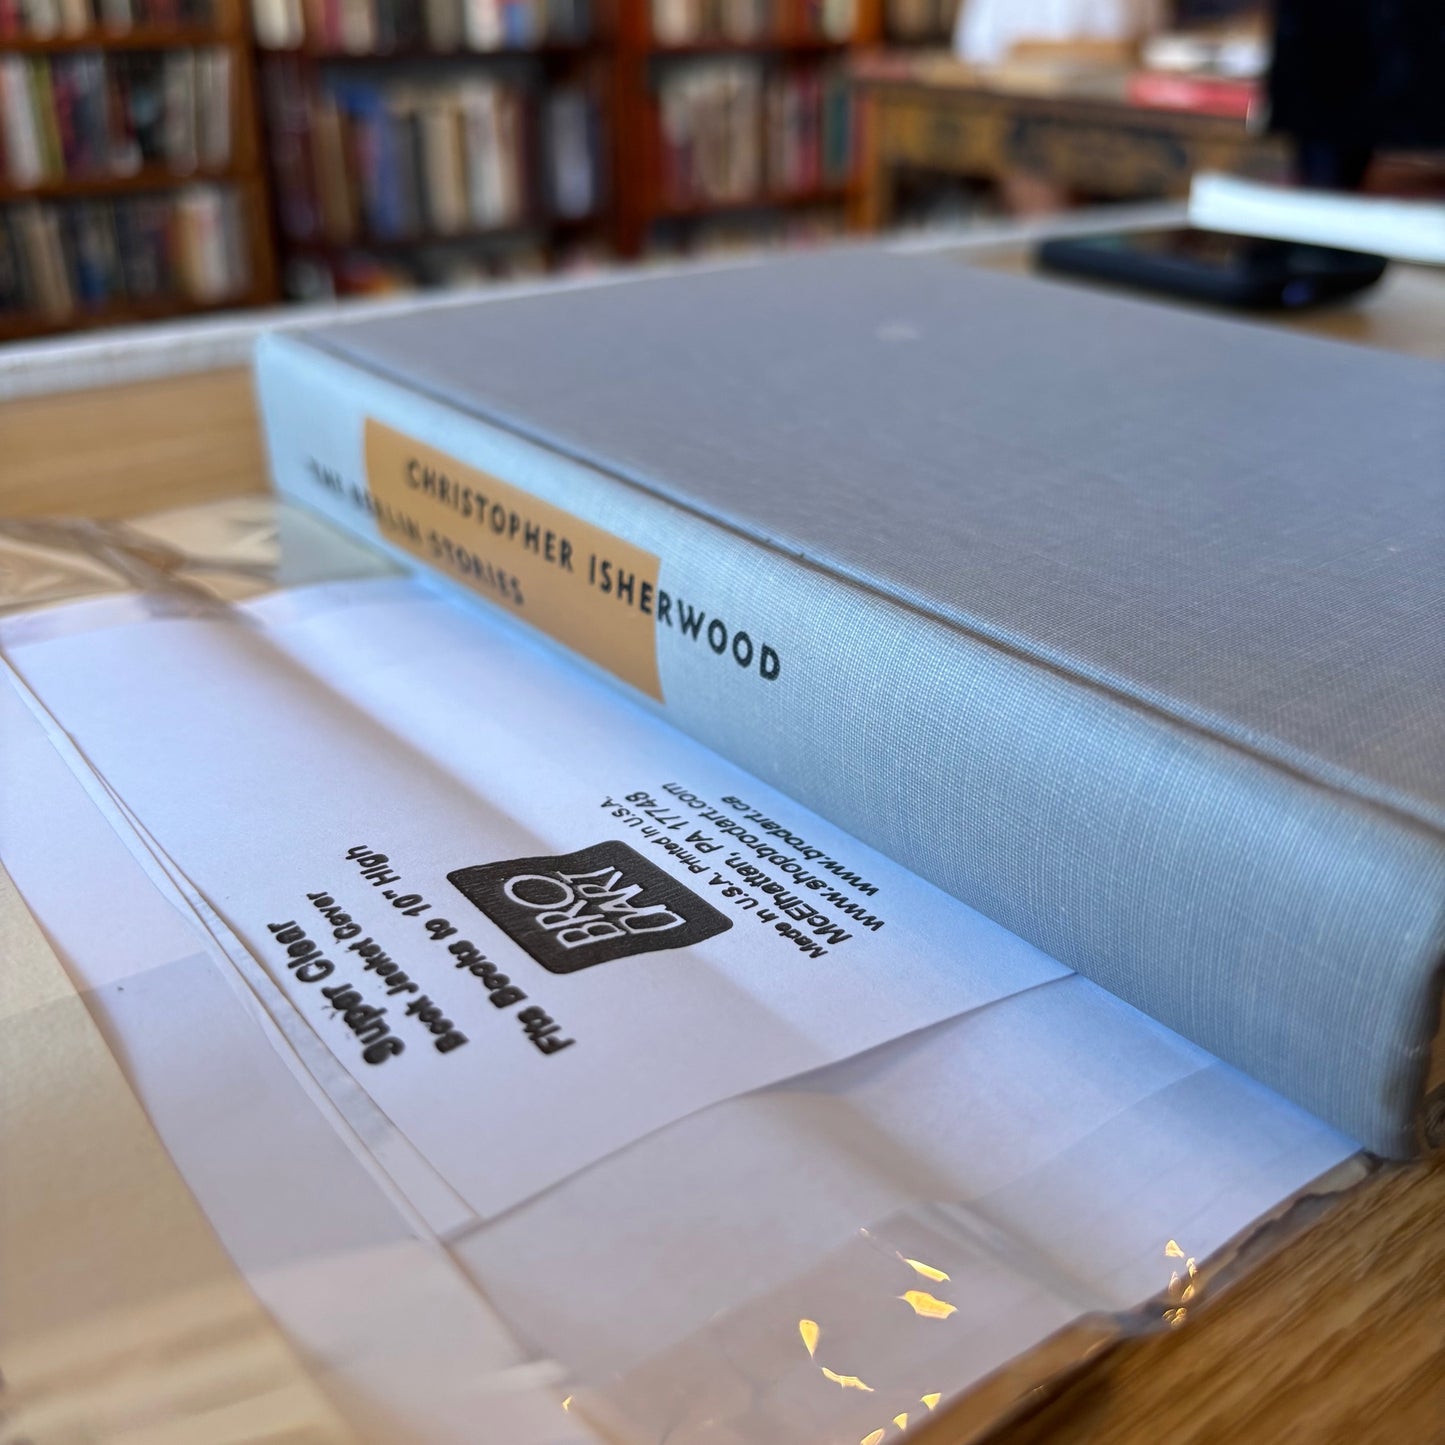 CHRISTOPHER ISHERWOOD
THE BERLIN STORIES
Super Clear
Book Jacket Cover
Fits Books to 10" High
BRO
DART
Made In U.S.A. Printed In U.S.A.
McElhattan, PA 17748
www.shopbrodart.com
www.brodart.ca